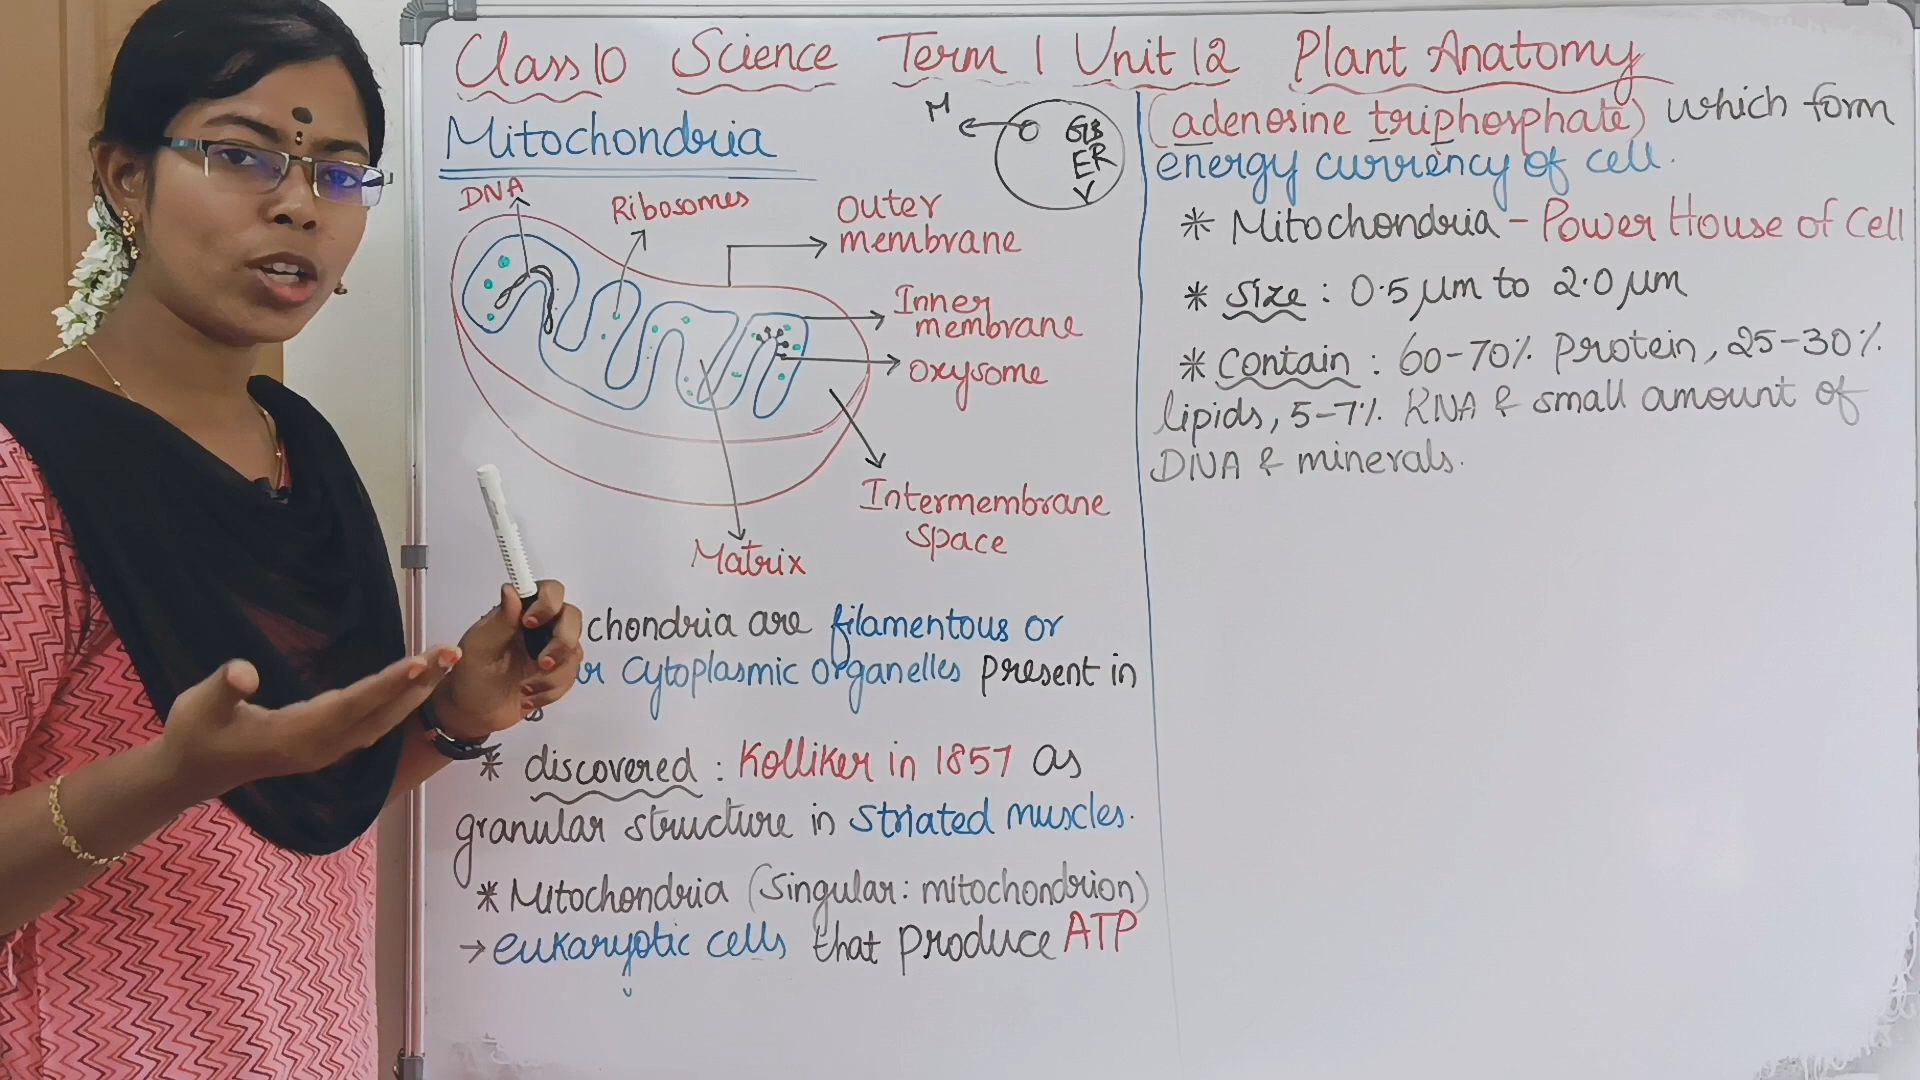 Class 10 Science Term 1 Unit 12 Plant Anatomy
Mitochondria
DNA
Ribosomes
outer
membrane
Inner
membrane
oxysome
Intermembrane
space
Matrix
M
GB
ER
V
chondria are filamentous or
Cytoplasmic organelles present in
* discovered : Kolliker in 1857 as
granular structure in striated muscles.
* Mitochondria (Singular: mitochondrion)
→ eukaryotic cells that produce ATP
(adenosine triphosphate) which form
energy currency of cell.
* Mitochondria - Power House of Cell
* Size : 0.5 µm to 2.0 µm
* Contain : 60-70% Protein, 25-30%
lipids, 5-7% RNA & small amount of
DNA & minerals.